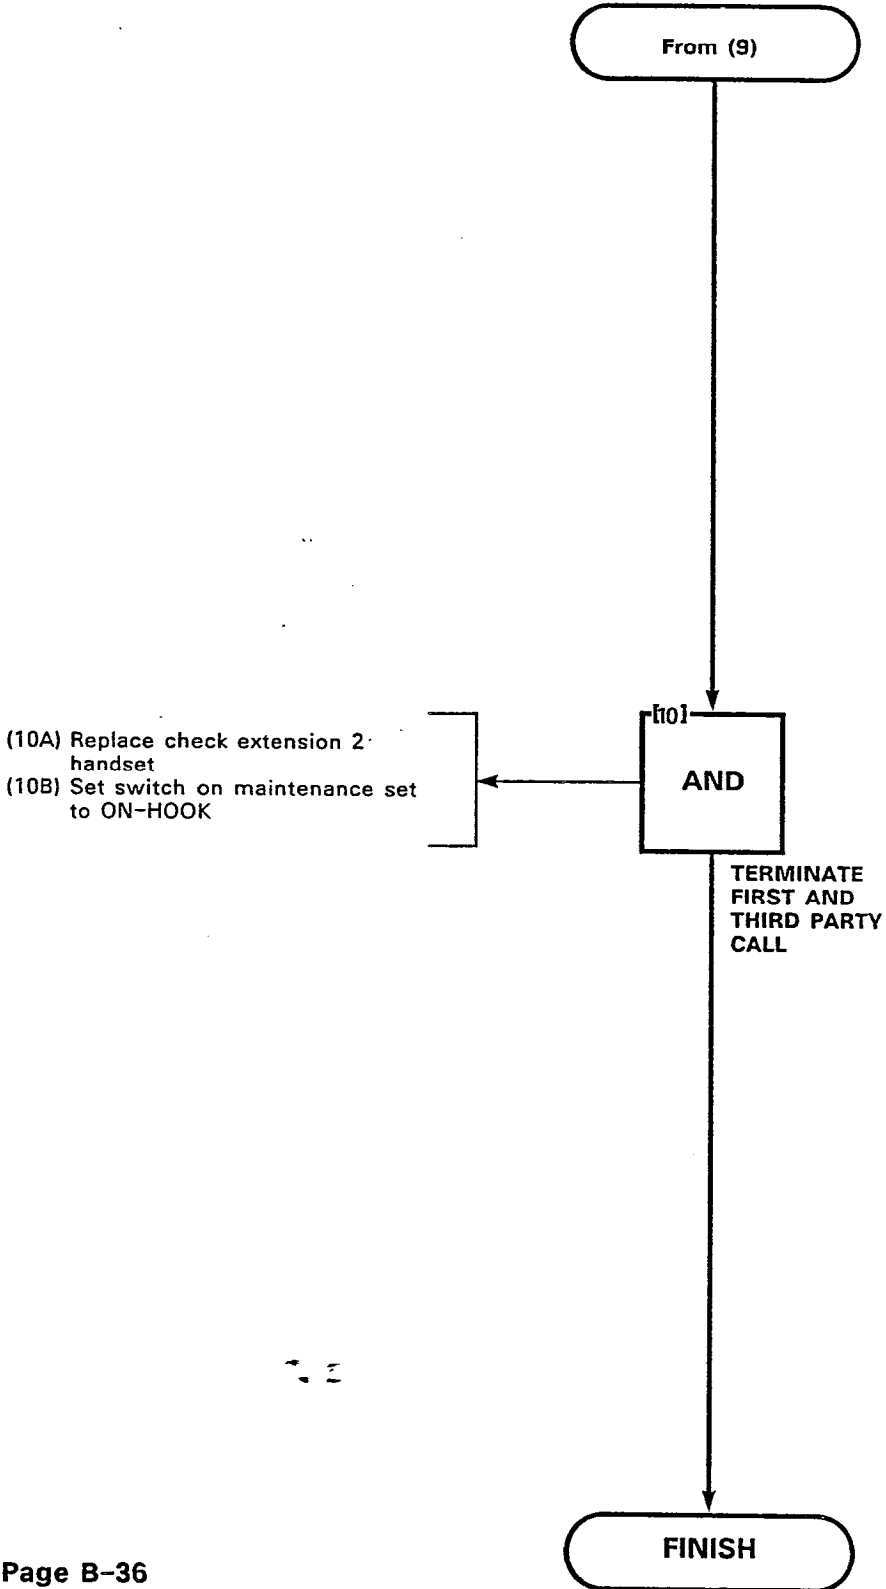 From (9)
[10]
(10A) Replace check extension 2
handset
(10B) Set switch on maintenance set
to ON-HOOK
AND
TERMINATE
FIRST AND
THIRD PARTY
CALL
FINISH
Page B-36